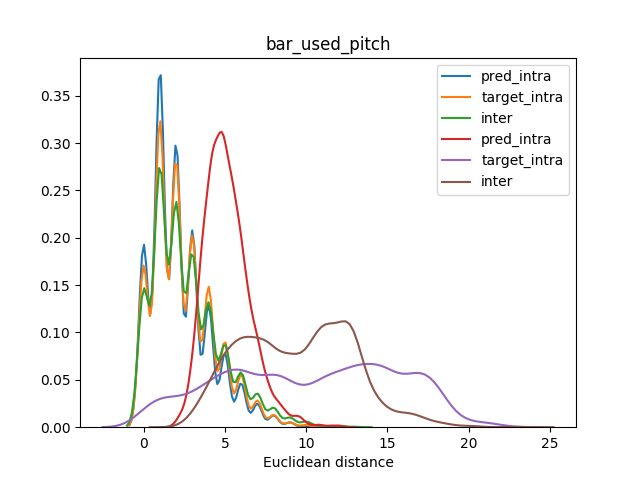 bar_used_pitch
pred_intra
target_intra
inter
pred_intra
target_intra
inter
0.35
0.30
0.25
0.20
0.15
0.10
0.05
0.00
0 5 10 15 20 25
Euclidean distance